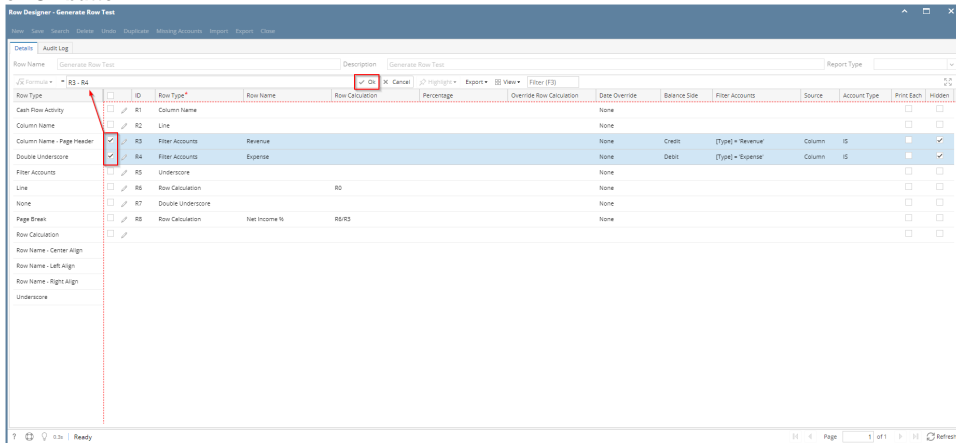 Row Designer - Generate Row Test
New Save Search Delete Undo Duplicate Missing Accounts Import Export Close
Details Audit Log
Row Name Generate Row Test Description Generate Row Test Report Type
Formula R3 - R4 Ok Cancel Highlight Export View Filter (F3)
Row Type ID Row Type* Row Name Row Calculation Percentage Override Row Calculation Date Override Balance Side Filter Accounts Source Account Type Print Each Hidden
Cash Flow Activity R1 Column Name None
Column Name R2 Line None
Column Name - Page Header R3 Filter Accounts Revenue None Credit [Type] = 'Revenue' Column IS
Double Underscore R4 Filter Accounts Expense None Debit [Type] = 'Expense' Column IS
Filter Accounts R5 Underscore None
Line R6 Row Calculation R0 None
None R7 Double Underscore None
Page Break R8 Row Calculation Net Income % R6/R3 None
Row Calculation
Row Name - Center Align
Row Name - Left Align
Row Name - Right Align
Underscore
? 0.3s Ready Page 1 of 1 Refresh